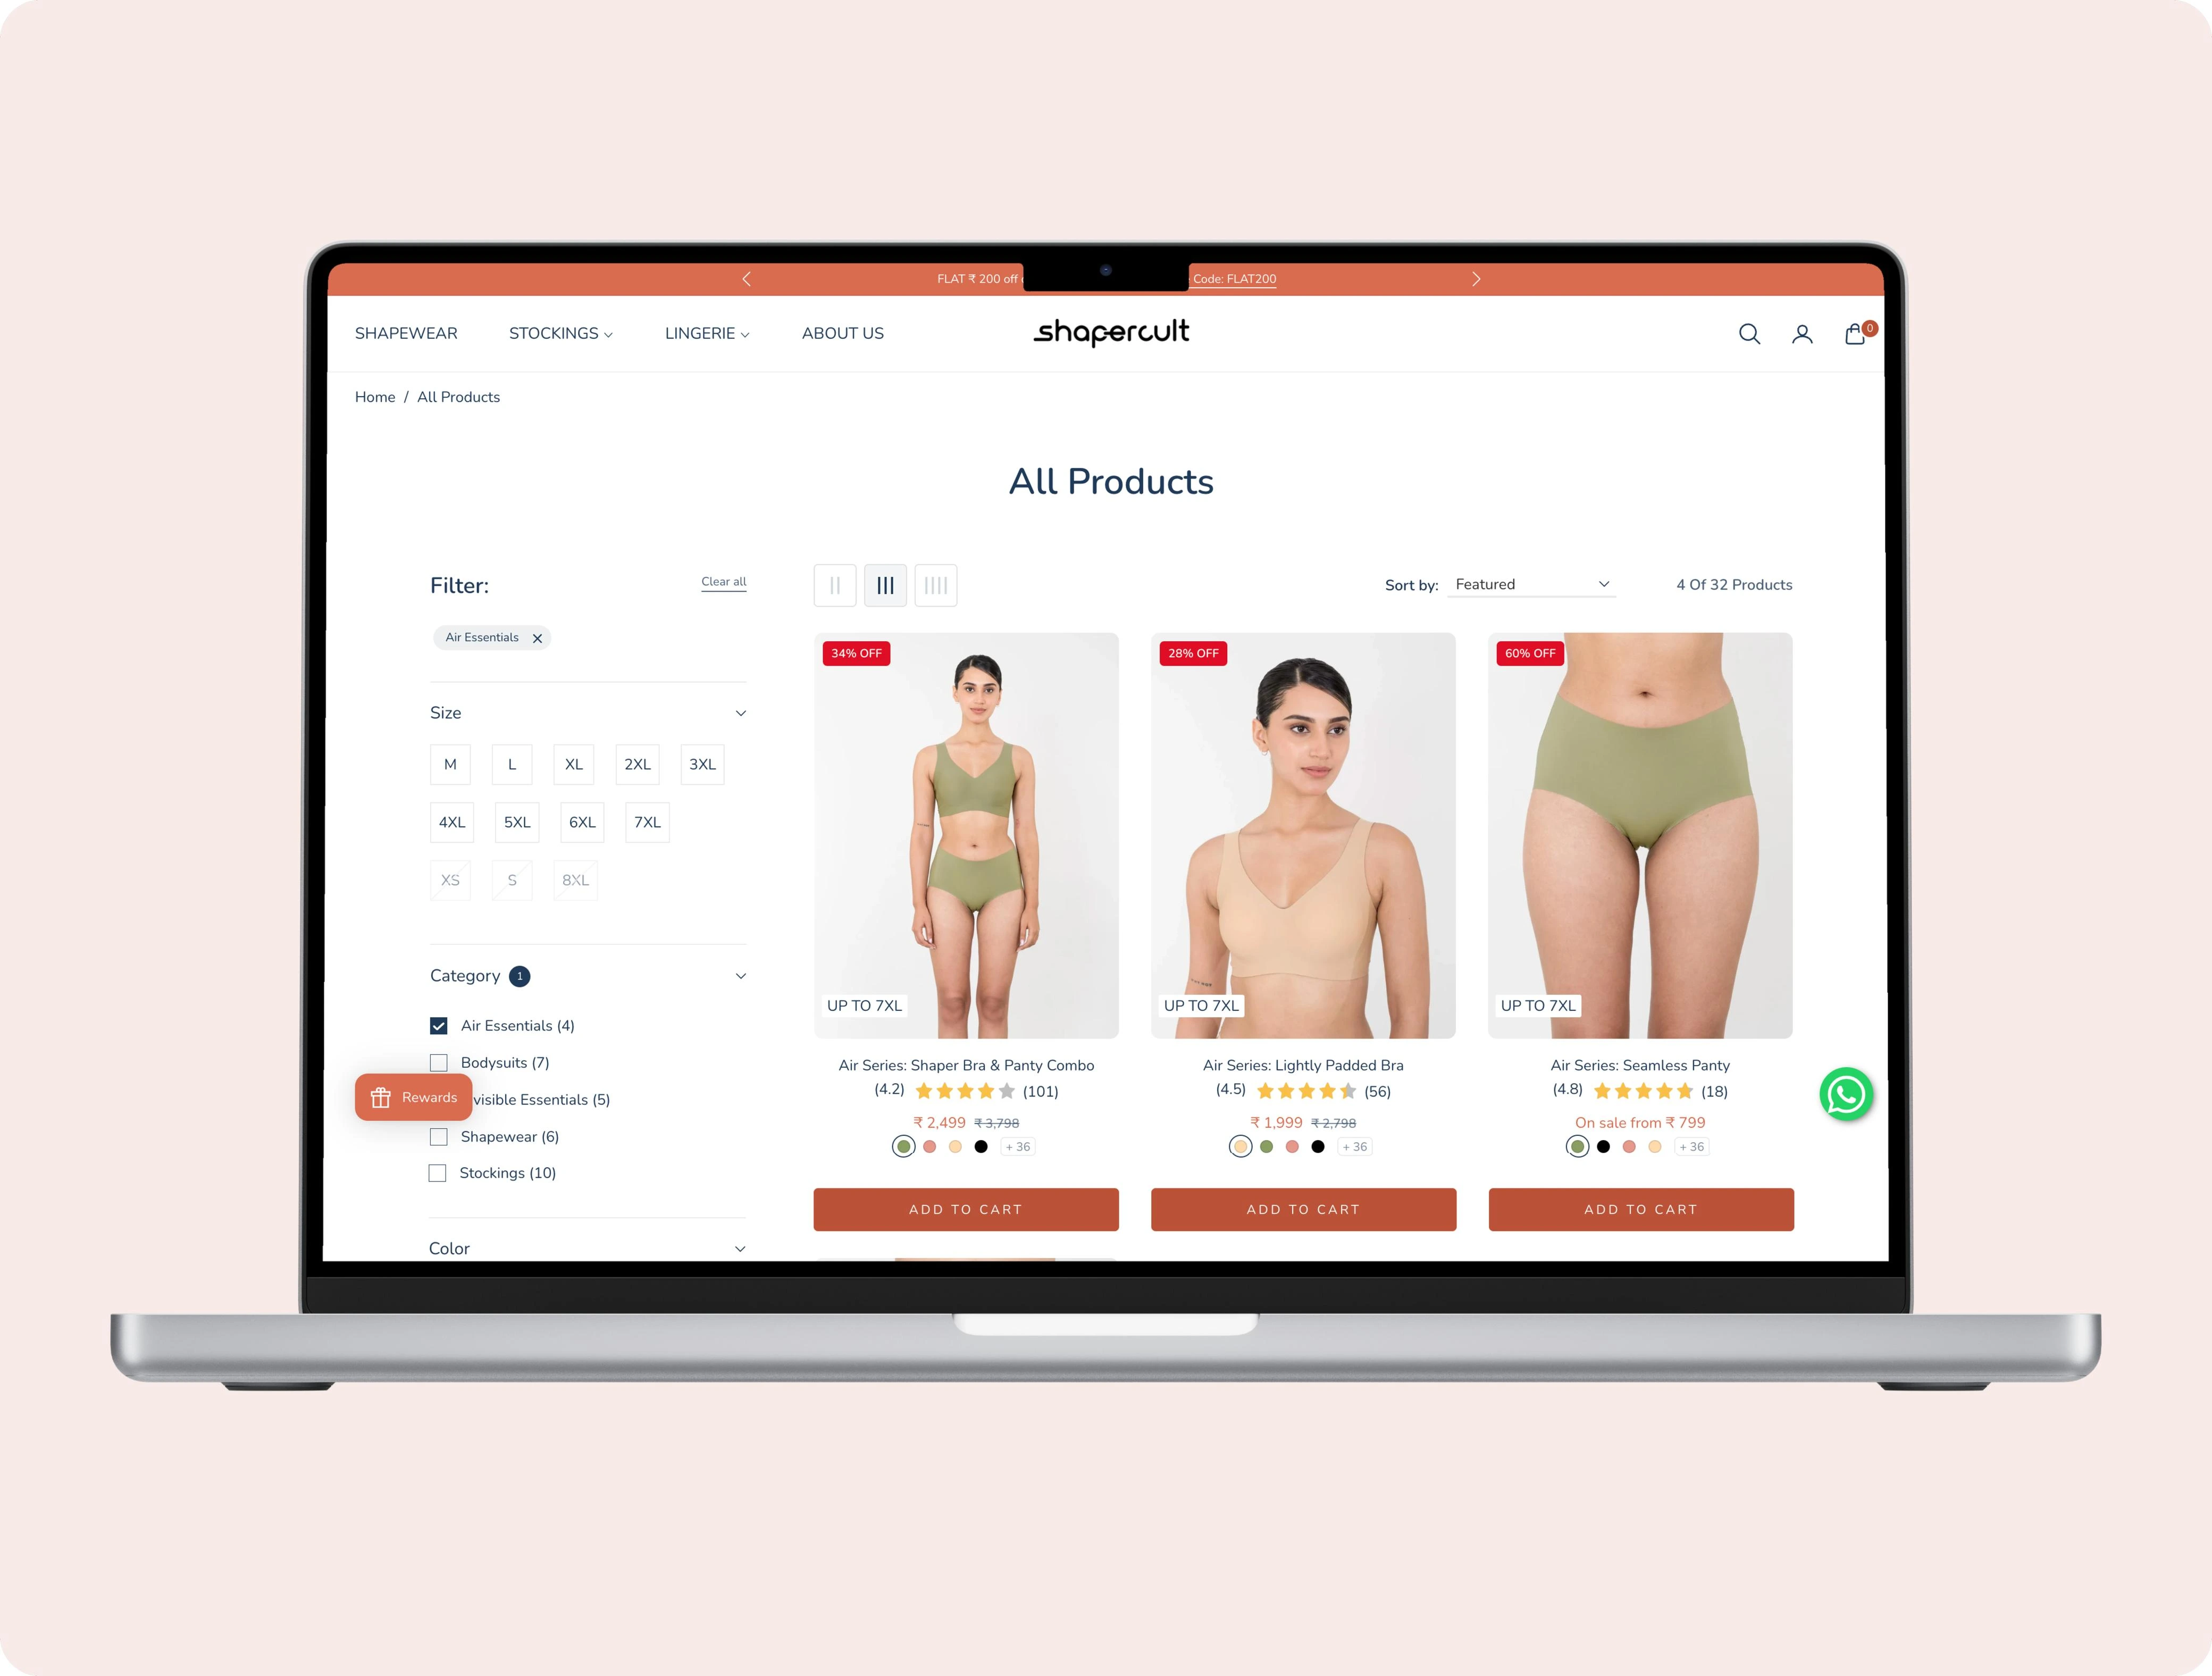 FLAT ₹ 200 off
Code: FLAT200
SHAPEWEAR
STOCKINGS
LINGERIE
ABOUT US
shapercult
0
Home / All Products
All Products
Filter:
Clear all
Sort by: Featured
4 Of 32 Products
Air Essentials
Size
M L XL 2XL 3XL
4XL 5XL 6XL 7XL
XS S 8XL
Category 1
Air Essentials (4)
Bodysuits (7)
visible Essentials (5)
Shapewear (6)
Stockings (10)
Color
Rewards
34% OFF
UP TO 7XL
Air Series: Shaper Bra & Panty Combo
(4.2) (101)
₹ 2,499 ₹ 3,798
+ 36
ADD TO CART
28% OFF
UP TO 7XL
Air Series: Lightly Padded Bra
(4.5) (56)
₹ 1,999 ₹ 2,798
+ 36
ADD TO CART
60% OFF
UP TO 7XL
Air Series: Seamless Panty
(4.8) (18)
On sale from ₹ 799
+ 36
ADD TO CART